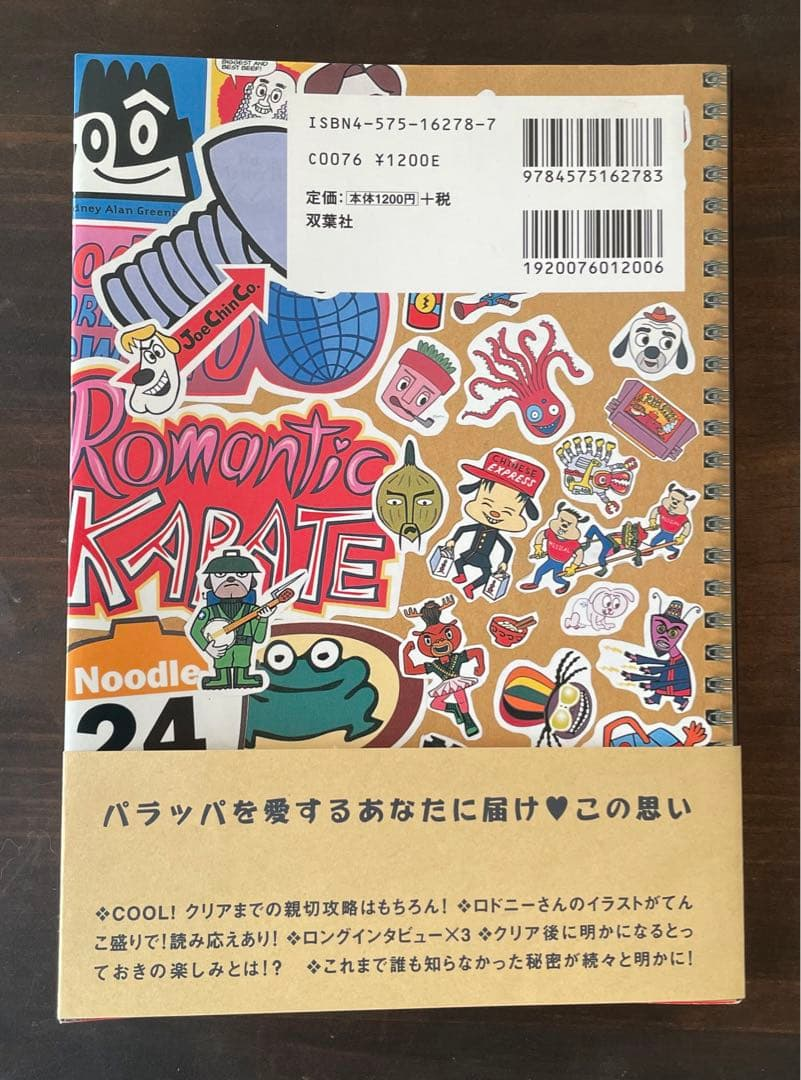 BIGGEST AND
BEST BEEF!
ISBN4-575-16278-7
C0076 ¥1200E
定価：本体1200円＋税
双葉社
9784575162783
1920076012006
dney Alan Greenb
JoeChinCo.
Romantic
KARATE
CHINESE
EXPRESS
MEDICAL
MEDICAL
Noodle
24
パラッパを愛するあなたに届け♥この思い
❖COOL! クリアまでの親切攻略はもちろん! ❖ロドニーさんのイラストがてん
こ盛りで!読み応えあり! ❖ロングインタビュー×3 ❖クリア後に明かになるとっ
ておきの楽しみとは!? ❖これまで誰も知らなかった秘密が続々と明かに!